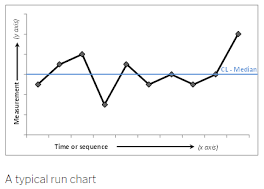 (y axis)
Measurement
CL - Median
Time or sequence
(x axis)
A typical run chart